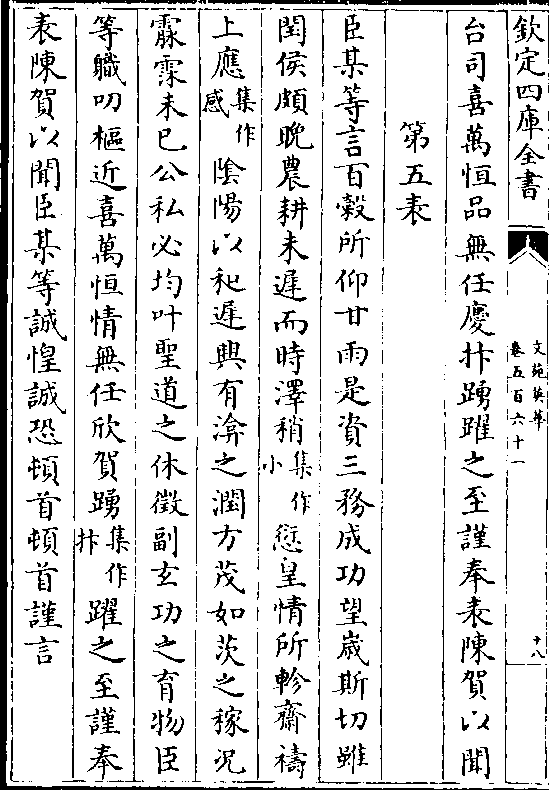 欽定四庫全書
文苑英華
卷五百六十一
十八
台司喜萬恒品無任慶抃踴躍之至謹奉表陳賀以聞
第五表
臣某等言百穀所仰甘雨是資三務成功望嵗斯切雖
閏侯頗晚農耕未遲而時澤稍集作小愆皇情所軫齋禱
上應集作感陰陽以和遲興有渰之潤方茂如茨之稼况
霢霂未已公私必均叶聖道之休徵副玄功之育物臣
等職叨樞近喜萬恒情無任欣賀踴集作抃躍之至謹奉
表陳賀以聞臣某等誠惶誠恐頓首頓首謹言